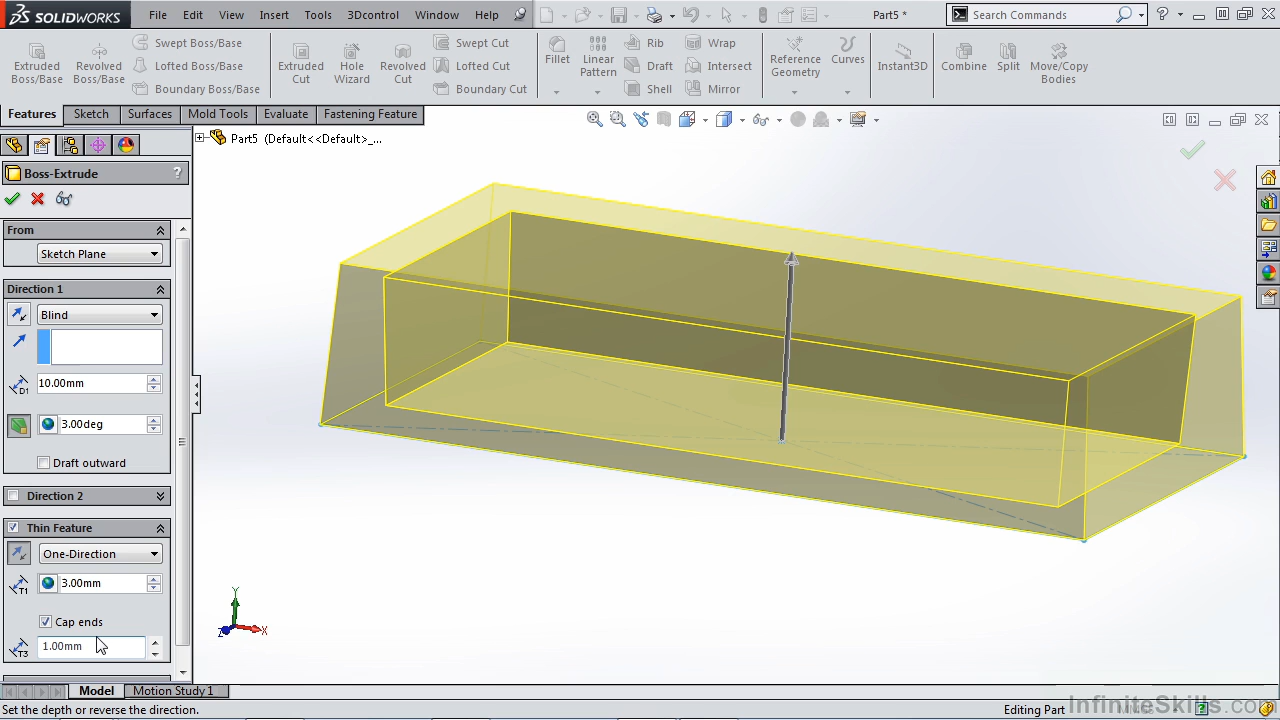 SOLIDWORKS File Edit View Insert Tools 3Dcontrol Window Help Part5 * Search Commands ?
Extruded Boss/Base Revolved Boss/Base Swept Boss/Base Lofted Boss/Base Boundary Boss/Base Extruded Cut Hole Wizard Revolved Cut Swept Cut Lofted Cut Boundary Cut Fillet Linear Pattern Rib Draft Shell Wrap Intersect Mirror Reference Geometry Curves Instant3D Combine Split Move/Copy Bodies
Features Sketch Surfaces Mold Tools Evaluate Fastening Feature
Part5 (Default<<Default>_...
Boss-Extrude ?
From
Sketch Plane
Direction 1
Blind
D1 10.00mm
3.00deg
Draft outward
Direction 2
Thin Feature
One-Direction
T1 3.00mm
Cap ends
T3 1.00mm
Y
Z X
Model Motion Study 1
Set the depth or reverse the direction. Editing Part
InfiniteSkills.com